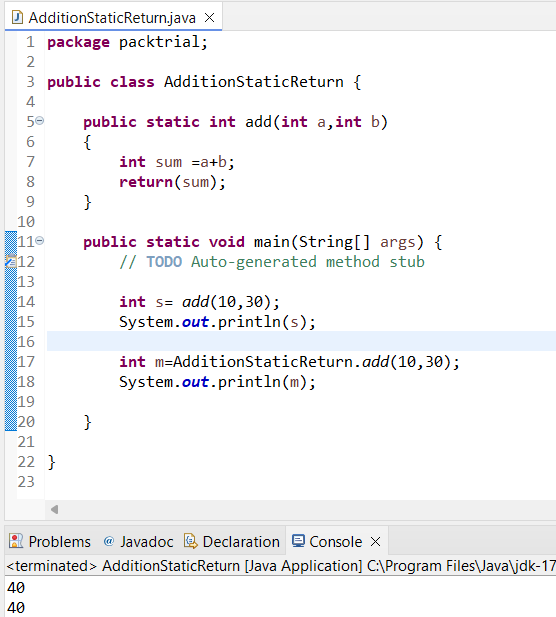 AdditionStaticReturn.java
1 package packtrial;
2
3 public class AdditionStaticReturn {
4
5 public static int add(int a,int b)
6 {
7 int sum =a+b;
8 return(sum);
9 }
10
11 public static void main(String[] args) {
12 // TODO Auto-generated method stub
13
14 int s= add(10,30);
15 System.out.println(s);
16
17 int m=AdditionStaticReturn.add(10,30);
18 System.out.println(m);
19
20 }
21
22 }
23
Problems @ Javadoc Declaration Console
<terminated> AdditionStaticReturn [Java Application] C:\Program Files\Java\jdk-17
40
40